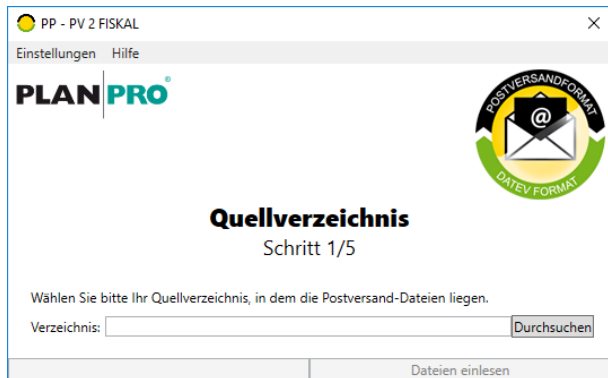 PP - PV 2 FISKAL
Einstellungen Hilfe
PLAN PRO®
POSTVERSANDFORMAT
@
DATEV FORMAT
Quellverzeichnis
Schritt 1/5
Wählen Sie bitte Ihr Quellverzeichnis, in dem die Postversand-Dateien liegen.
Verzeichnis: Durchsuchen
Dateien einlesen